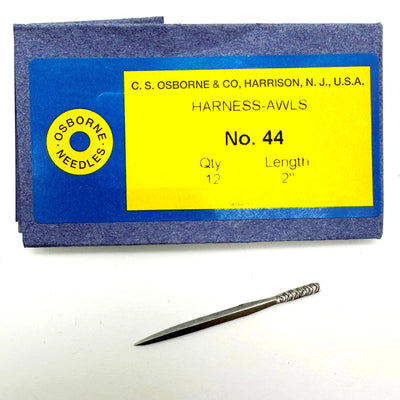 C. S. OSBORNE & CO, HARRISON, N. J., U.S.A.
HARNESS-AWLS
No. 44
Qty Length
12 2"
OSBORNE
NEEDLES